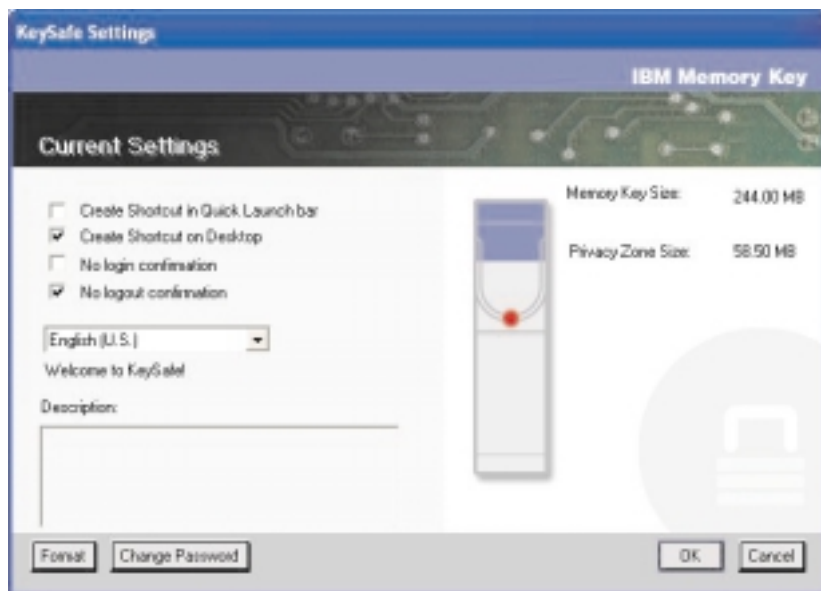 KeySafe Settings
IBM Memory Key
Current Settings
Create Shortcut in Quick Launch bar
Create Shortcut on Desktop
No login confirmation
No logout confirmation
English (U.S.)
Welcome to KeySafe!
Description:
Memory Key Size: 244.00 MB
Privacy Zone Size: 58.50 MB
Format
Change Password
OK
Cancel